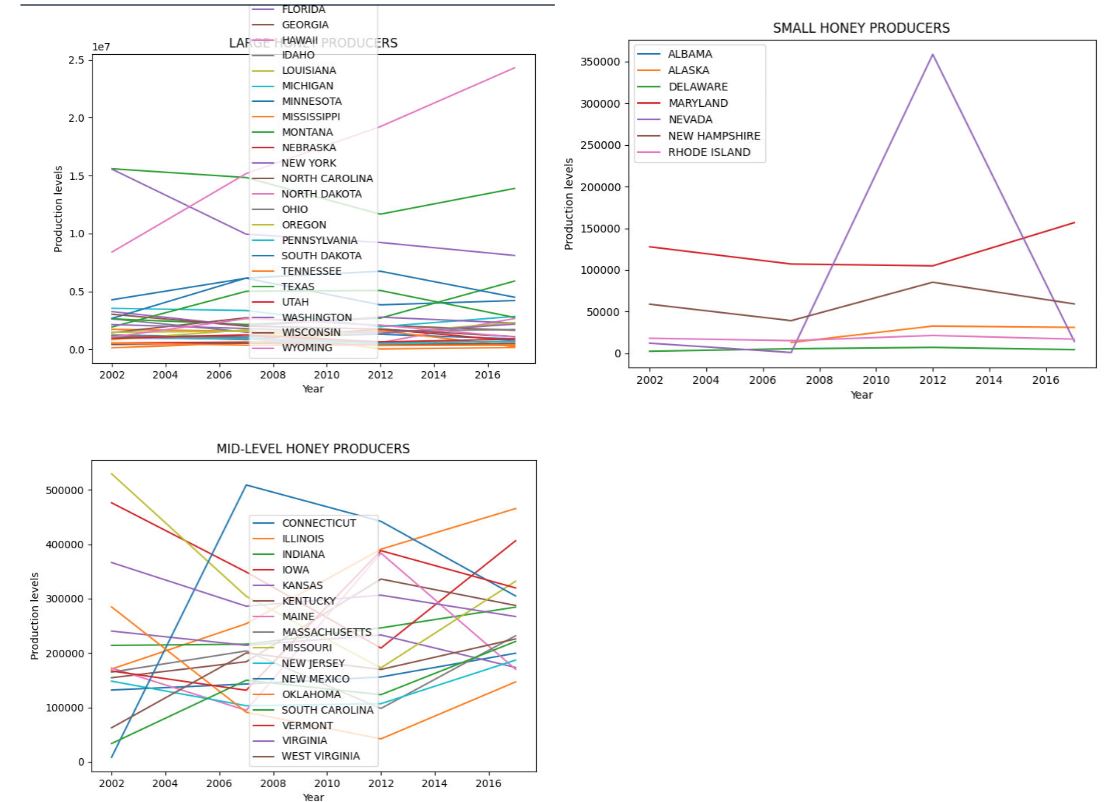 FLORIDA
GEORGIA
HAWAII
IDAHO
LOUISIANA
MICHIGAN
MINNESOTA
MISSISSIPPI
MONTANA
NEBRASKA
NEW YORK
NORTH CAROLINA
NORTH DAKOTA
OHIO
OREGON
PENNSYLVANIA
SOUTH DAKOTA
TENNESSEE
TEXAS
UTAH
WASHINGTON
WISCONSIN
WYOMING
LARGE HONEY PRODUCERS
1e7
2.5
2.0
1.5
1.0
0.5
0.0
Production levels
2002 2004 2006 2008 2010 2012 2014 2016
Year
SMALL HONEY PRODUCERS
ALBAMA
ALASKA
DELAWARE
MARYLAND
NEVADA
NEW HAMPSHIRE
RHODE ISLAND
350000
300000
250000
200000
150000
100000
50000
0
Production levels
2002 2004 2006 2008 2010 2012 2014 2016
Year
MID-LEVEL HONEY PRODUCERS
500000
400000
300000
200000
100000
0
Production levels
CONNECTICUT
ILLINOIS
INDIANA
IOWA
KANSAS
KENTUCKY
MAINE
MASSACHUSETTS
MISSOURI
NEW JERSEY
NEW MEXICO
OKLAHOMA
SOUTH CAROLINA
VERMONT
VIRGINIA
WEST VIRGINIA
2002 2004 2006 2008 2010 2012 2014 2016
Year